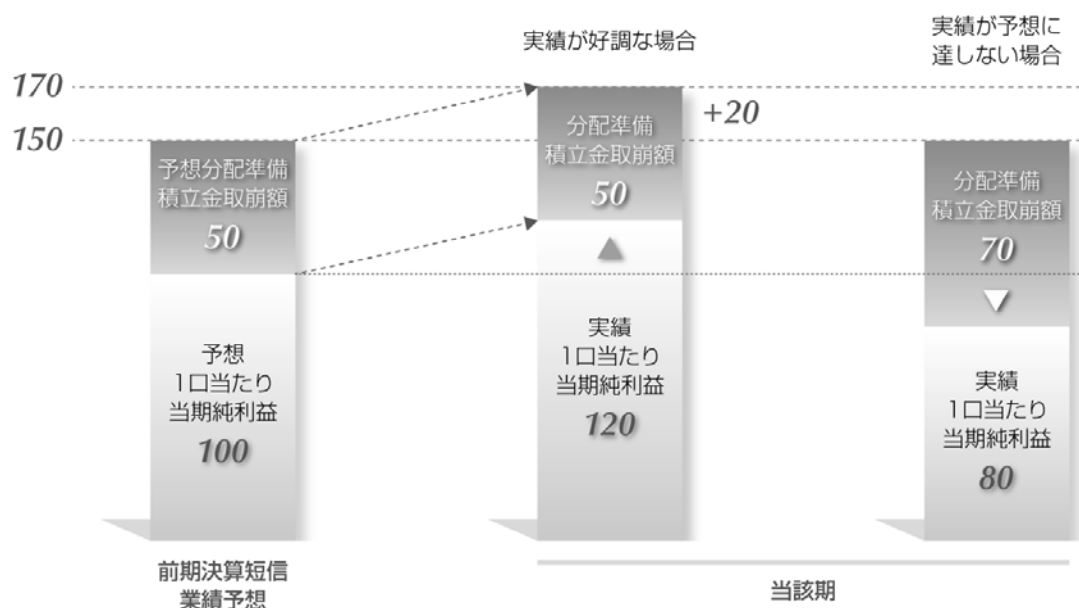 実績が好調な場合
実績が予想に
達しない場合
170
150
+20
予想分配準備
積立金取崩額
50
予想
1口当たり
当期純利益
100
前期決算短信
業績予想
分配準備
積立金取崩額
50
実績
1口当たり
当期純利益
120
分配準備
積立金取崩額
70
実績
1口当たり
当期純利益
80
当該期